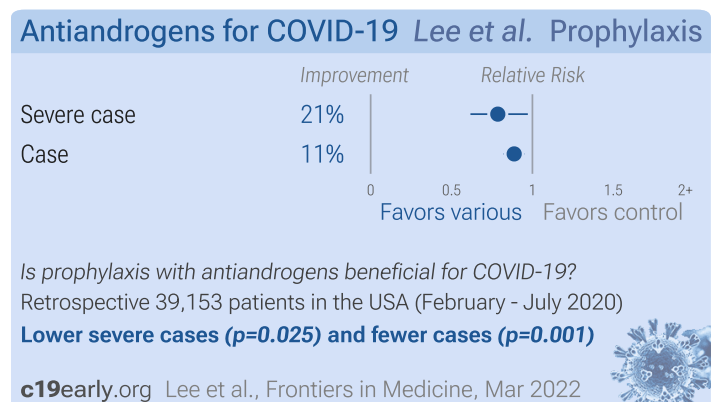 Antiandrogens for COVID-19 Lee et al. Prophylaxis
Improvement Relative Risk
Severe case 21%
Case 11%
0 0.5 1 1.5 2+
Favors various Favors control
Is prophylaxis with antiandrogens beneficial for COVID-19?
Retrospective 39,153 patients in the USA (February - July 2020)
Lower severe cases (p=0.025) and fewer cases (p=0.001)
c19early.org Lee et al., Frontiers in Medicine, Mar 2022